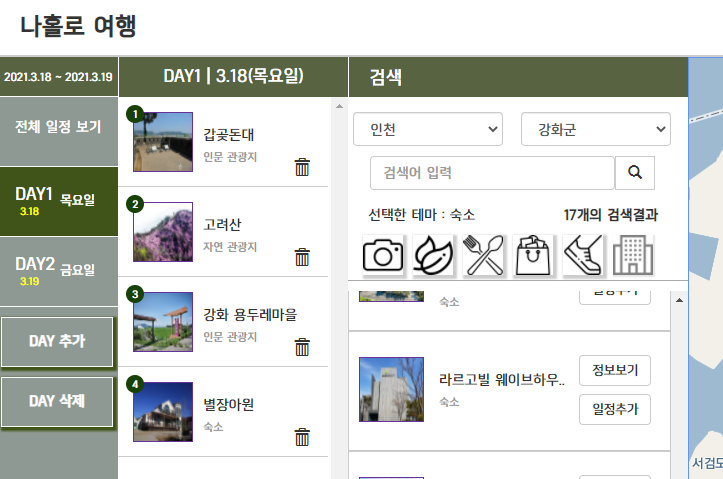 나홀로 여행
2021.3.18 ~ 2021.3.19
전체 일정 보기
DAY1 목요일
3.18
DAY2 금요일
3.19
DAY 추가
DAY 삭제
DAY1 | 3.18(목요일)
1
갑곶돈대
인문 관광지
2
고려산
자연 관광지
3
강화 용두레마을
인문 관광지
4
별장아원
숙소
검색
인천
강화군
검색어 입력
선택한 테마 : 숙소
17개의 검색결과
숙소
일정추가
라르고빌 웨이브하우..
숙소
정보보기
일정추가
서검도